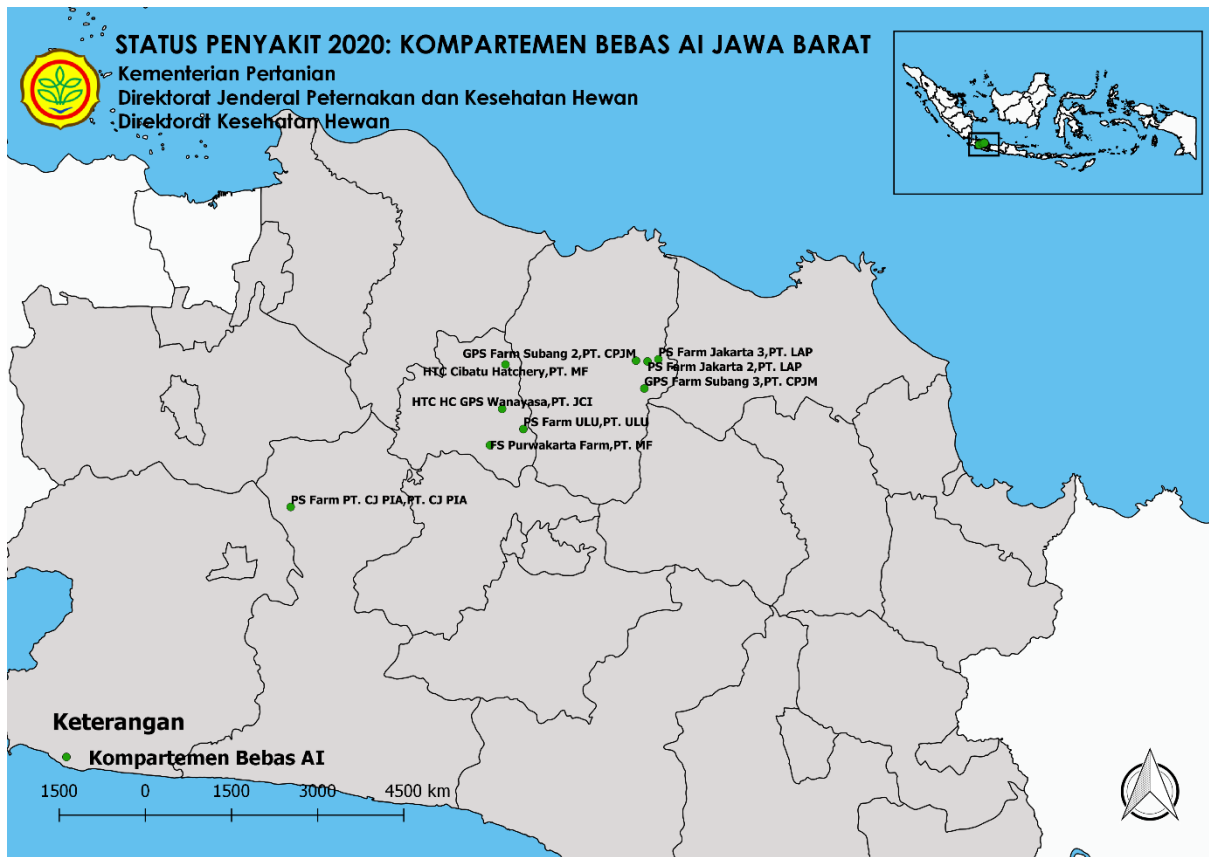 STATUS PENYAKIT 2020: KOMPARTEMEN BEBAS AI JAWA BARAT
Kementerian Pertanian
Direktorat Jenderal Peternakan dan Kesehatan Hewan
Direktorat Kesehatan Hewan
GPS Farm Subang 2,PT. CPJM
PS Farm Jakarta 3,PT. LAP
HTC Cibatu Hatchery,PT. MF
PS Farm Jakarta 2,PT. LAP
GPS Farm Subang 3,PT. CPJM
HTC HC GPS Wanayasa,PT. JCI
PS Farm ULU,PT. ULU
FS Purwakarta Farm,PT. MF
PS Farm PT. CJ PIA,PT. CJ PIA
Keterangan
Kompartemen Bebas AI
1500 0 1500 3000 4500 km